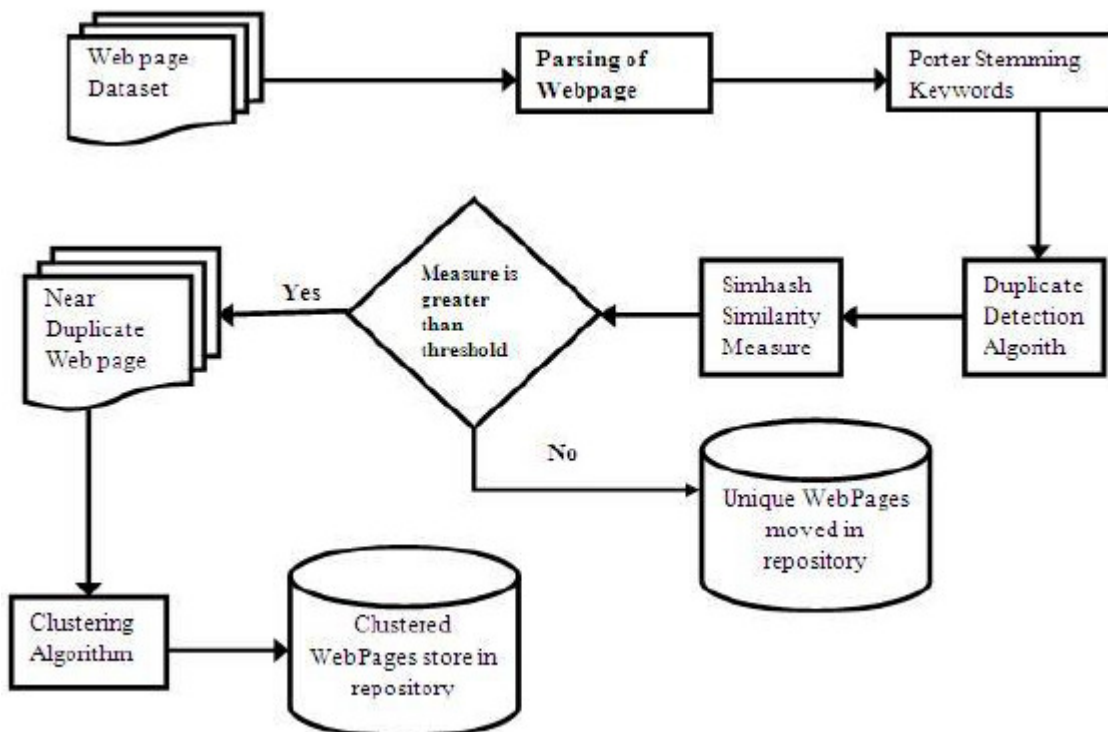 Web page
Dataset
Parsing of
Webpage
Porter Stemming
Keywords
Near
Duplicate
Web page
Yes
Measure is
greater
than
threshold
Simhash
Similarity
Measure
Duplicate
Detection
Algorith
No
Unique WebPages
moved in
repository
Clustering
Algorithm
Clustered
WebPages store in
repository